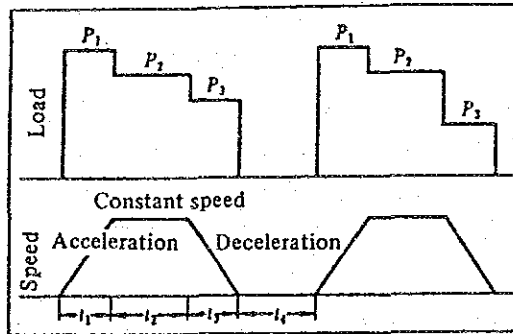 P₁ P₁
P₂ P₂
P₃ P₃
Load
Constant speed
Acceleration Deceleration
Speed
t₁ t₂ t₃ t₄